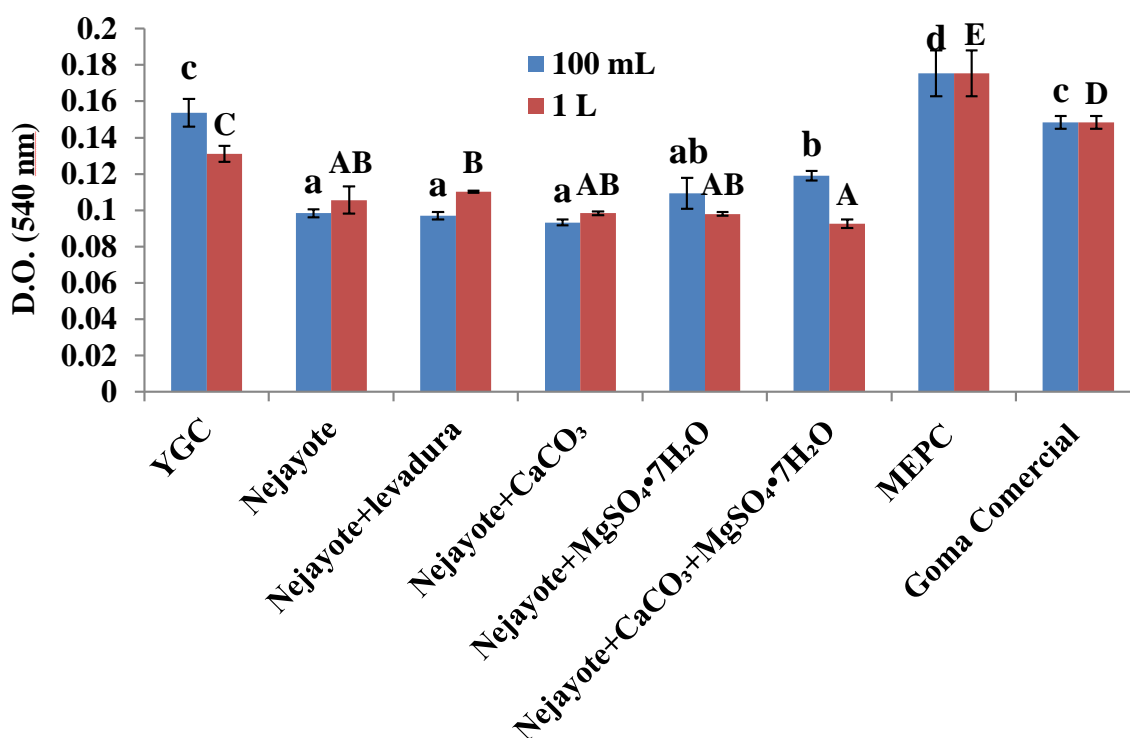 D.O. (540 nm)
0.2
0.18
0.16
0.14
0.12
0.1
0.08
0.06
0.04
0.02
0
100 mL
1 L
c
C
a
AB
a
B
a
AB
ab
AB
b
A
d
E
c
D
YGC
Nejayote
Nejayote+levadura
Nejayote+CaCO₃
Nejayote+MgSO₄•7H₂O
Nejayote+CaCO₃+MgSO₄•7H₂O
MEPC
Goma Comercial